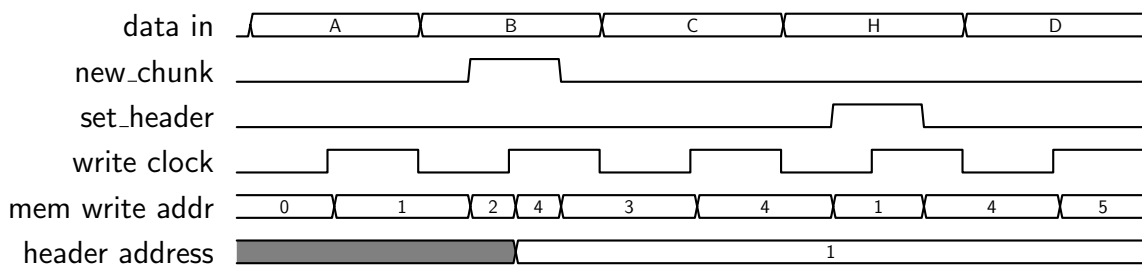 data in A B C H D
new_chunk
set_header
write clock
mem write addr 0 1 2 4 3 4 1 4 5
header address 1